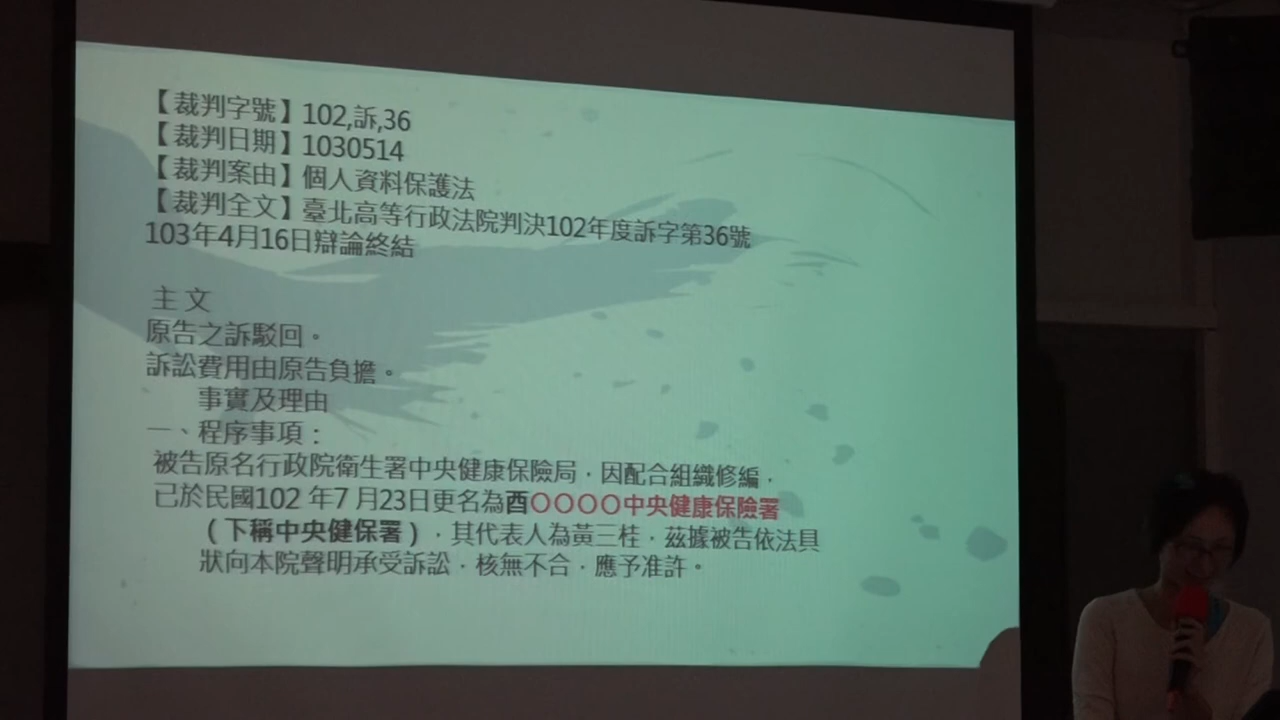 【裁判字號】102,訴,36
【裁判日期】1030514
【裁判案由】個人資料保護法
【裁判全文】臺北高等行政法院判決102年度訴字第36號
103年4月16日辯論終結
主 文
原告之訴駁回。
訴訟費用由原告負擔。
事實及理由
一、程序事項：
被告原名行政院衛生署中央健康保險局，因配合組織修編，
已於民國102 年7 月23日更名為酉○○○○中央健康保險署
（下稱中央健保署），其代表人為黃三桂，茲據被告依法具
狀向本院聲明承受訴訟，核無不合，應予准許。